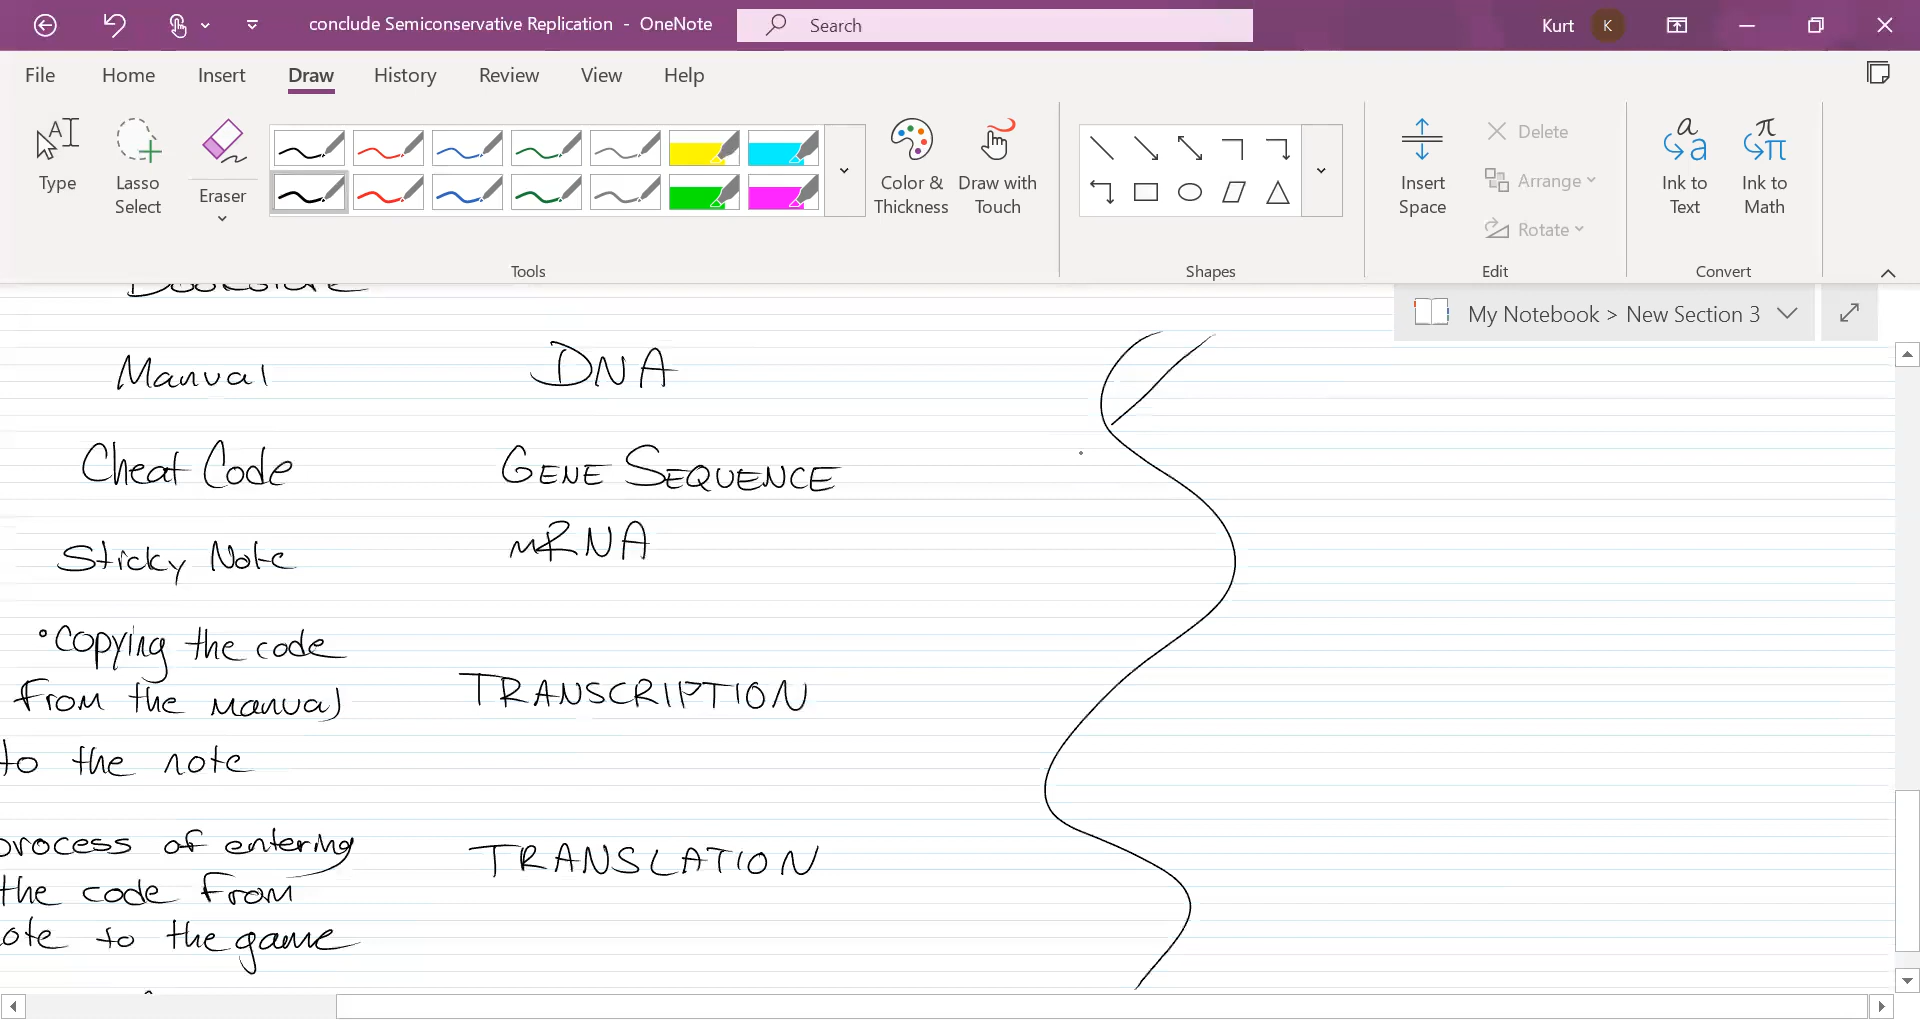 conclude Semiconservative Replication - OneNote
Search
Kurt K
File Home Insert Draw History Review View Help
Type
Lasso Select
Eraser
Color & Thickness
Draw with Touch
Insert Space
Delete
Arrange
Rotate
Ink to Text
Ink to Math
Tools Shapes Edit Convert
My Notebook > New Section 3
Manual DNA
Cheat Code GENE SEQUENCE
Sticky Note mRNA
•Copying the code
From the manual TRANSCRIPTION
to the note
process of entering TRANSLATION
the code From
to the game